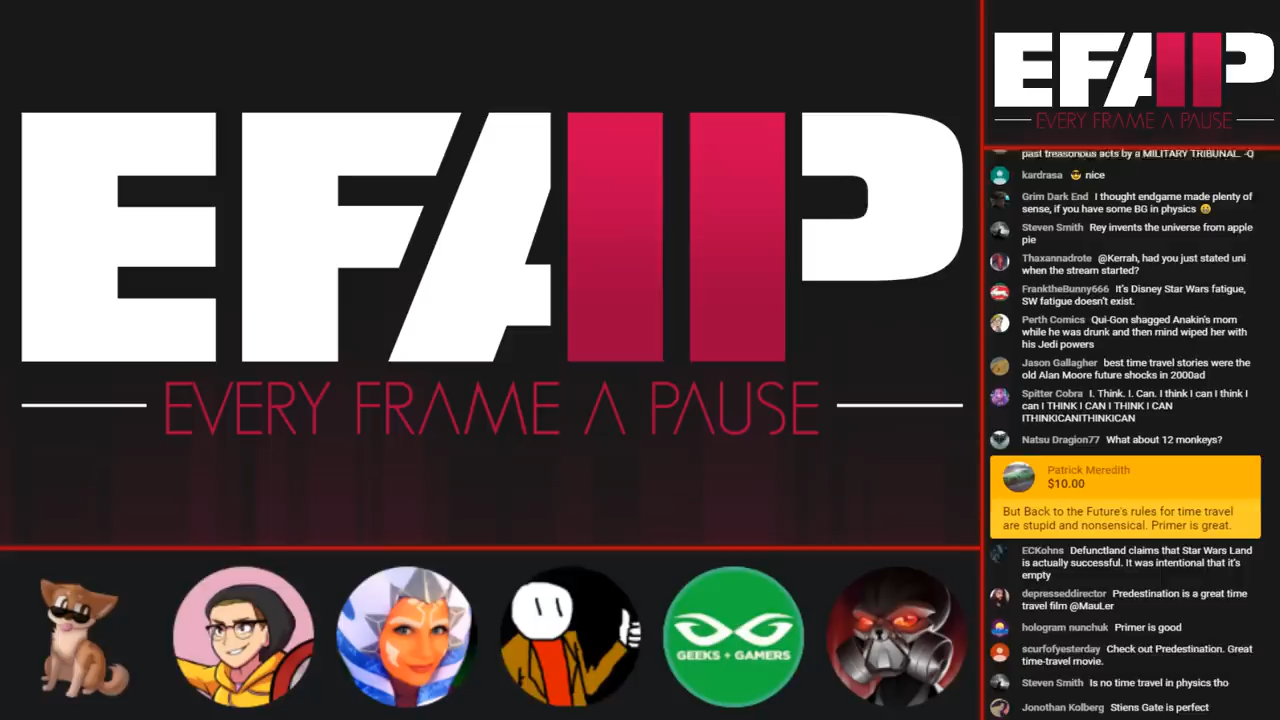 EFAP
EVERY FRAME A PAUSE
GEEKS + GAMERS
EFAP
EVERY FRAME A PAUSE
past treasonous acts by a MILITARY TRIBUNAL. -Q
kardrasa 😎 nice
Grim Dark End I thought endgame made plenty of
sense, if you have some BG in physics 😄
Steven Smith Rey invents the universe from apple
pie
Thaxannadrote @Kerrah, had you just stated uni
when the stream started?
FranktheBunny666 It's Disney Star Wars fatigue,
SW fatigue doesn't exist.
Perth Comics Qui-Gon shagged Anakin's mom
while he was drunk and then mind wiped her with
his Jedi powers
Jason Gallagher best time travel stories were the
old Alan Moore future shocks in 2000ad
Spitter Cobra I. Think. I. Can. I think I can I think I
can I THINK I CAN I THINK I CAN
ITHINKICANITHINKICAN
Natsu Dragion77 What about 12 monkeys?
Patrick Meredith
$10.00
But Back to the Future's rules for time travel
are stupid and nonsensical. Primer is great.
ECKohns Defunctland claims that Star Wars Land
is actually successful. It was intentional that it's
empty
depresseddirector Predestination is a great time
travel film @MauLer
hologram nunchuk Primer is good
scurfofyesterday Check out Predestination. Great
time-travel movie.
Steven Smith Is no time travel in physics tho
Jonothan Kolberg Stiens Gate is perfect